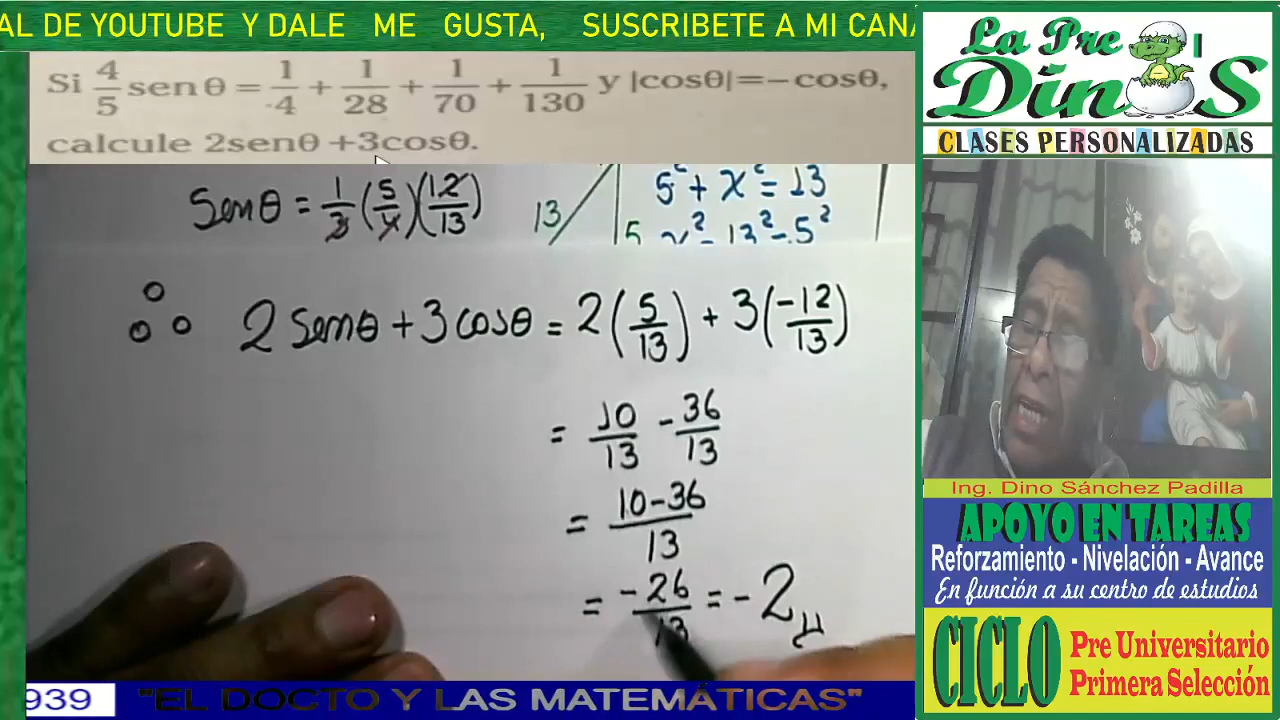 AL DE YOUTUBE Y DALE ME GUSTA, SUSCRIBETE A MI CANA
Si 4/5 sen θ = 1/4 + 1/28 + 1/70 + 1/130 y |cosθ|=−cosθ,
calcule 2senθ +3cosθ.
Senθ = 1/3 (5/4)(12/13)
13
5
5² + x² = 13
x² = 13² - 5²
∴ 2 Senθ + 3 cosθ = 2(5/13) + 3(-12/13)
= 10/13 - 36/13
= (10-36)/13
= -26/13 = -2
La Pre
DinoS
CLASES PERSONALIZADAS
Ing. Dino Sánchez Padilla
APOYO EN TAREAS
Reforzamiento - Nivelación - Avance
En función a su centro de estudios
CICLO
Pre Universitario
Primera Selección
939 "EL DOCTO Y LAS MATEMÁTICAS"